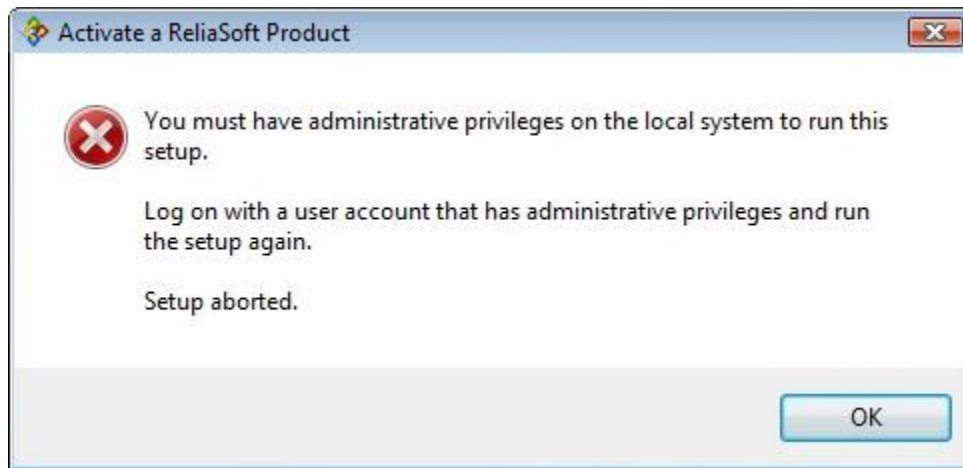 Activate a ReliaSoft Product
You must have administrative privileges on the local system to run this
setup.
Log on with a user account that has administrative privileges and run
the setup again.
Setup aborted.
OK